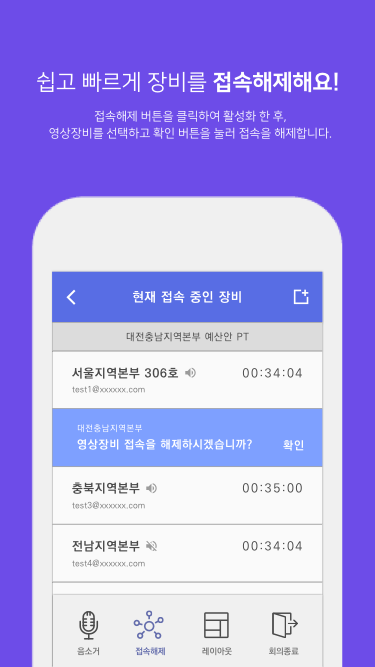 쉽고 빠르게 장비를 접속해제해요!
접속해제 버튼을 클릭하여 활성화 한 후,
영상장비를 선택하고 확인 버튼을 눌러 접속을 해제합니다.
현재 접속 중인 장비
대전충남지역본부 예산안 PT
서울지역본부 306호 00:34:04
test1@xxxxxx.com
대전충남지역본부
영상장비 접속을 해제하시겠습니까? 확인
충북지역본부 00:35:00
test3@xxxxxx.com
전남지역본부 00:34:04
test4@xxxxxx.com
음소거 접속해제 레이아웃 회의종료